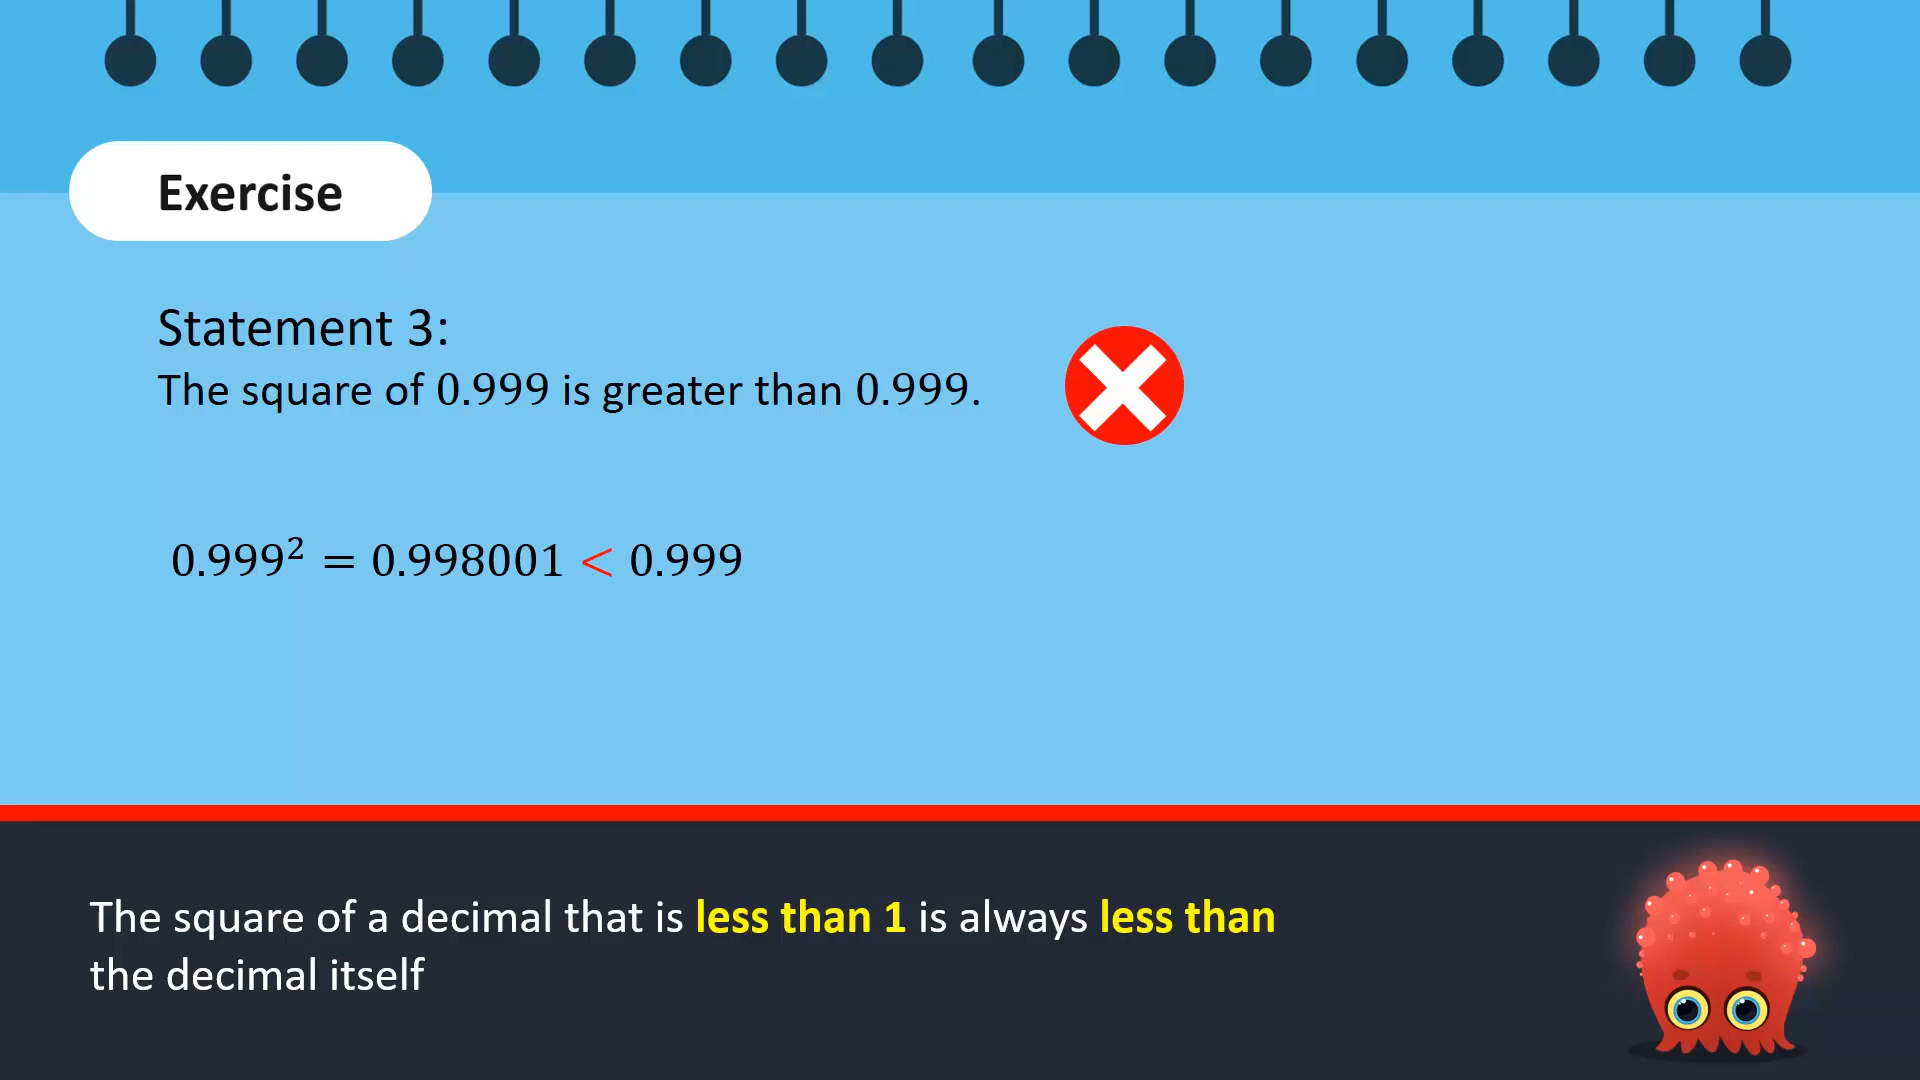 Exercise
Statement 3:
The square of 0.999 is greater than 0.999.
0.999² = 0.998001 < 0.999
The square of a decimal that is less than 1 is always less than
the decimal itself